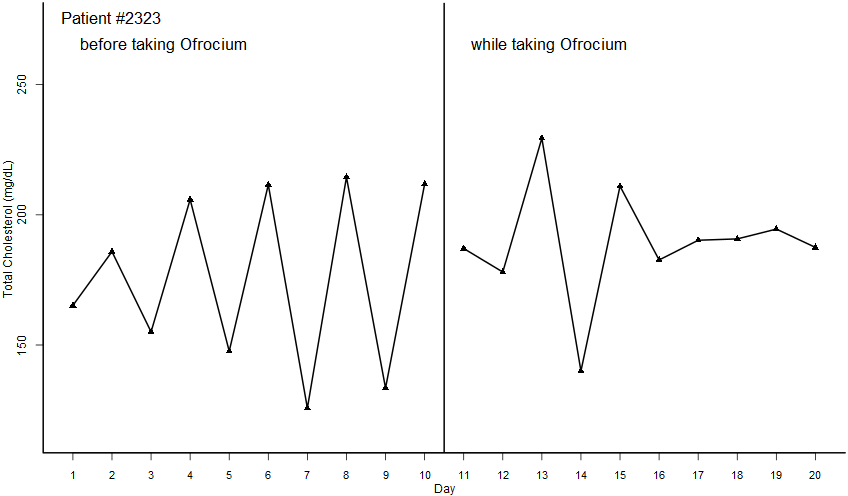 Patient #2323
before taking Ofrocium
while taking Ofrocium
250
200
150
Total Cholesterol (mg/dL)
1 2 3 4 5 6 7 8 9 10 11 12 13 14 15 16 17 18 19 20
Day